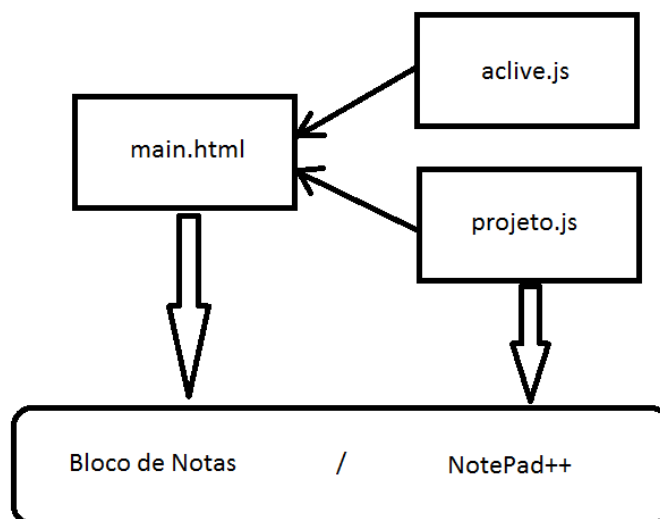 aclive.js
main.html
projeto.js
Bloco de Notas / NotePad++